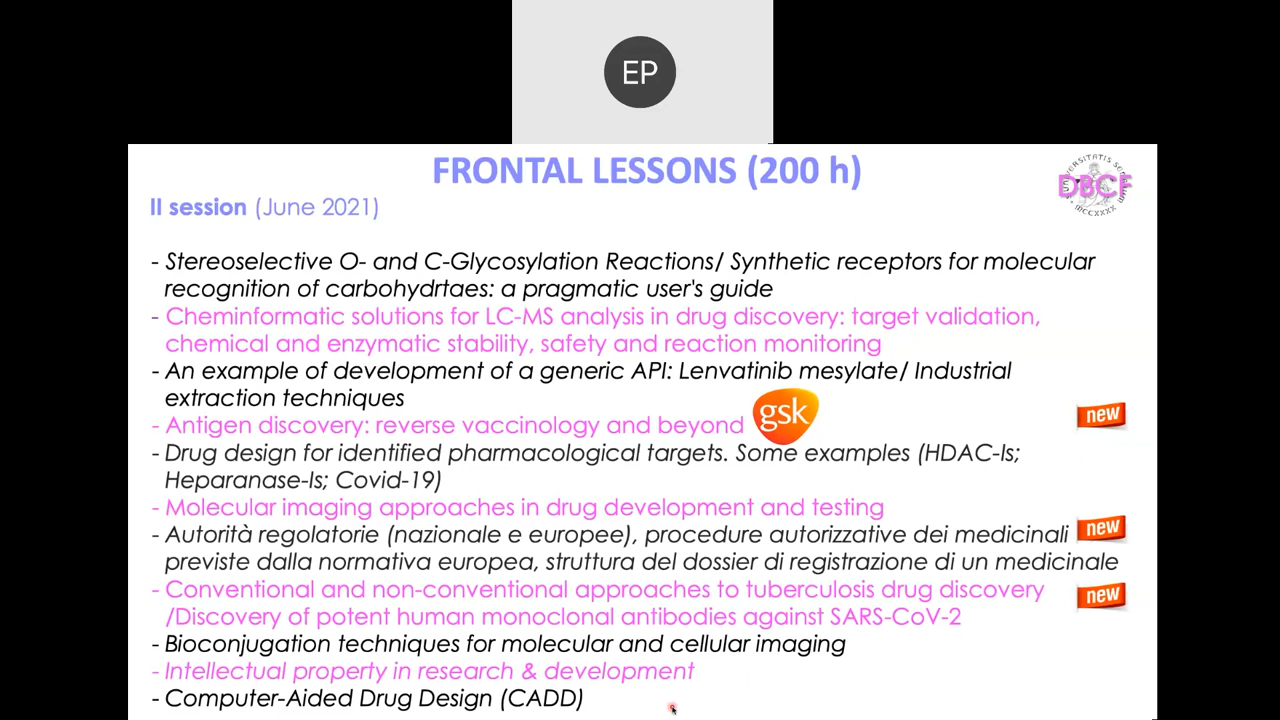 EP
FRONTAL LESSONS (200 h)
DBCF
II session (June 2021)
- Stereoselective O- and C-Glycosylation Reactions/ Synthetic receptors for molecular
recognition of carbohydrtaes: a pragmatic user's guide
- Cheminformatic solutions for LC-MS analysis in drug discovery: target validation,
chemical and enzymatic stability, safety and reaction monitoring
- An example of development of a generic API: Lenvatinib mesylate/ Industrial
extraction techniques
- Antigen discovery: reverse vaccinology and beyond gsk new
- Drug design for identified pharmacological targets. Some examples (HDAC-Is;
Heparanase-Is; Covid-19)
- Molecular imaging approaches in drug development and testing
- Autorità regolatorie (nazionale e europee), procedure autorizzative dei medicinali new
previste dalla normativa europea, struttura del dossier di registrazione di un medicinale
- Conventional and non-conventional approaches to tuberculosis drug discovery new
/Discovery of potent human monoclonal antibodies against SARS-CoV-2
- Bioconjugation techniques for molecular and cellular imaging
- Intellectual property in research & development
- Computer-Aided Drug Design (CADD)